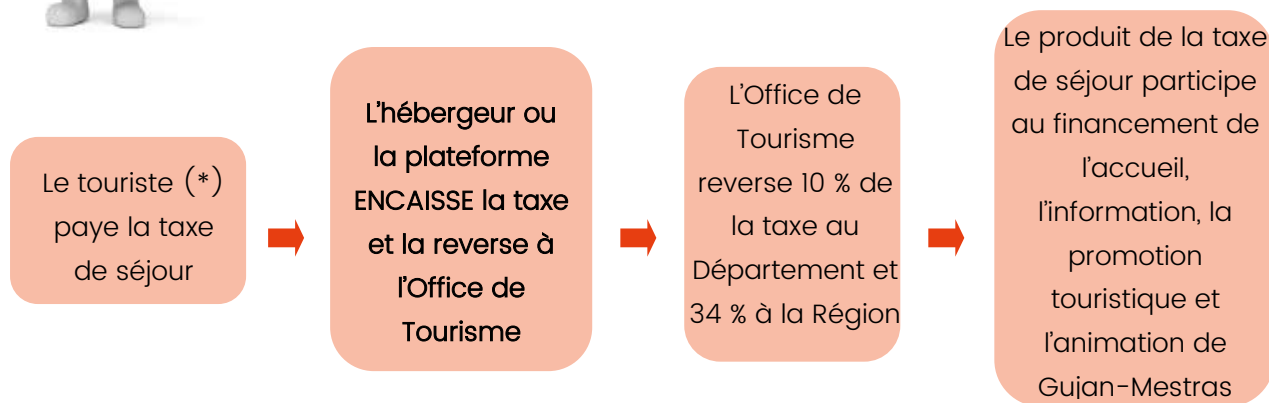 Le touriste (*)
paye la taxe
de séjour
L'hébergeur ou
la plateforme
ENCAISSE la taxe
et la reverse à
l'Office de
Tourisme
L'Office de
Tourisme
reverse 10 % de
la taxe au
Département et
34 % à la Région
Le produit de la taxe
de séjour participe
au financement de
l'accueil,
l'information, la
promotion
touristique et
l'animation de
Gujan-Mestras